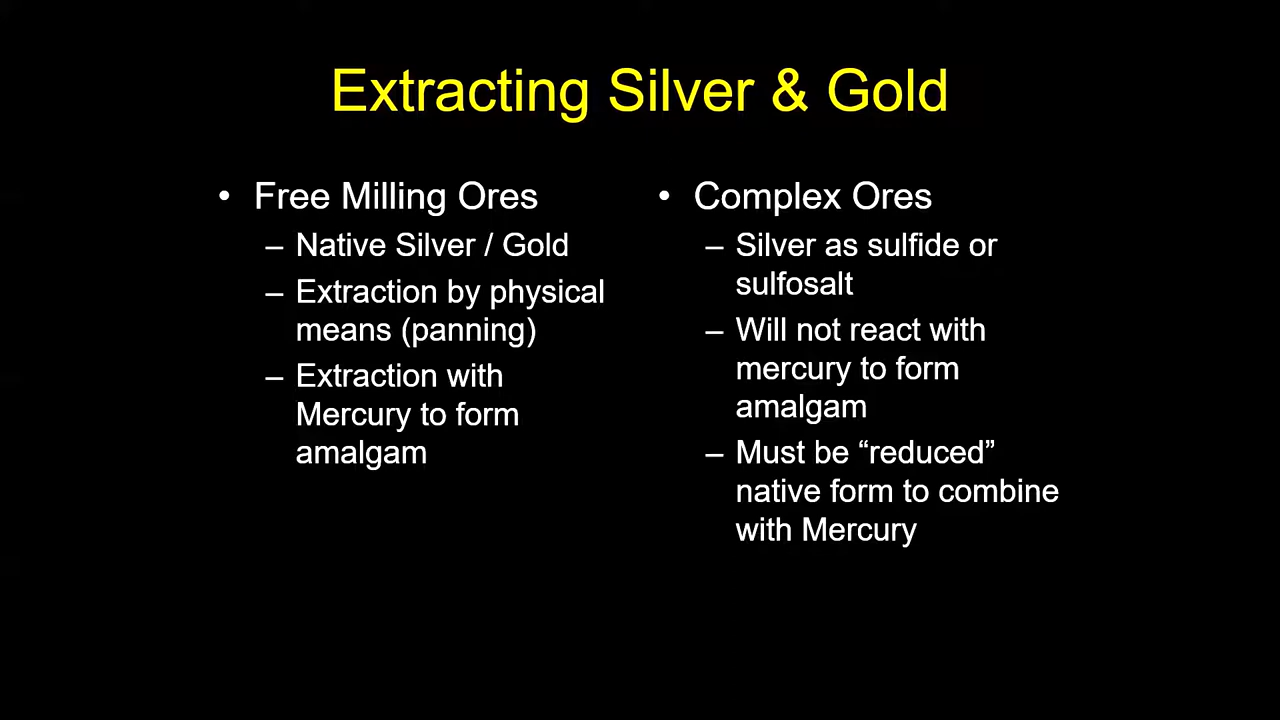 Extracting Silver & Gold
• Free Milling Ores
– Native Silver / Gold
– Extraction by physical
means (panning)
– Extraction with
Mercury to form
amalgam
• Complex Ores
– Silver as sulfide or
sulfosalt
– Will not react with
mercury to form
amalgam
– Must be “reduced”
native form to combine
with Mercury